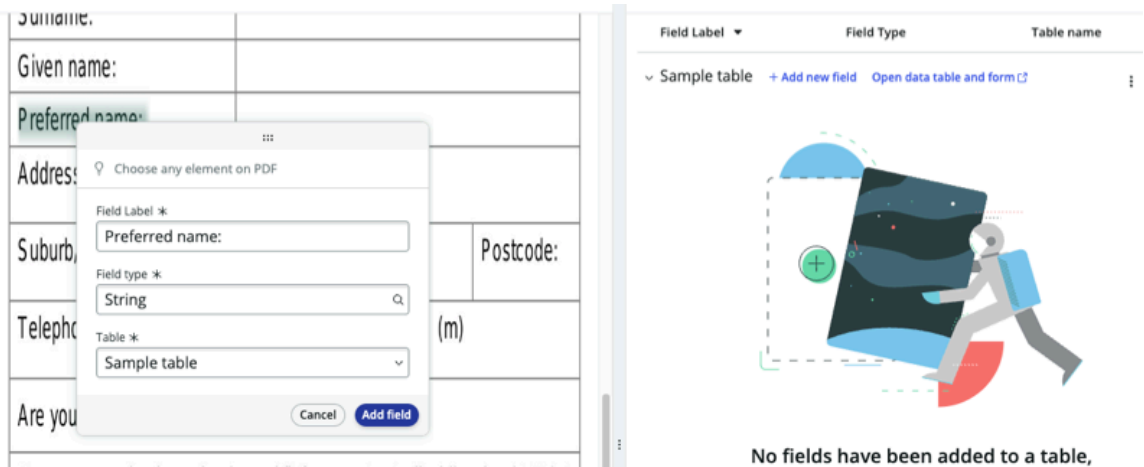 Surname:
Given name:
Preferred name:
Address
Suburb,
Postcode:
Telepho
(m)
Are you
Choose any element on PDF
Field Label *
Preferred name:
Field type *
String
Table *
Sample table
Cancel
Add field
Field Label
Field Type
Table name
Sample table
+ Add new field
Open data table and form
No fields have been added to a table,